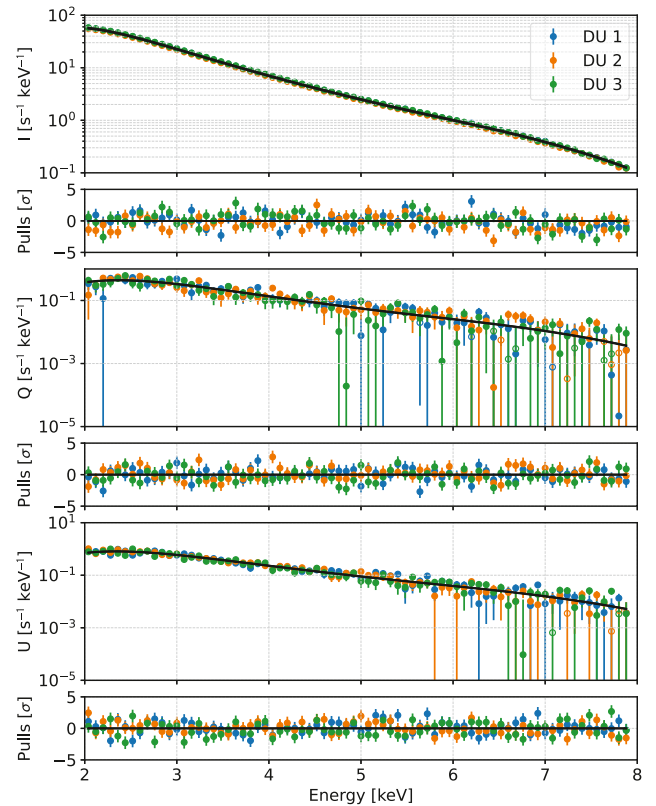 10² 10¹ 10⁰ 10⁻¹
I [s⁻¹ keV⁻¹]
DU 1
DU 2
DU 3
5 0 −5
Pulls [σ]
10⁻¹ 10⁻³ 10⁻⁵
Q [s⁻¹ keV⁻¹]
5 0 −5
Pulls [σ]
10¹ 10⁻¹ 10⁻³ 10⁻⁵
U [s⁻¹ keV⁻¹]
5 0 −5
Pulls [σ]
2 3 4 5 6 7 8
Energy [keV]